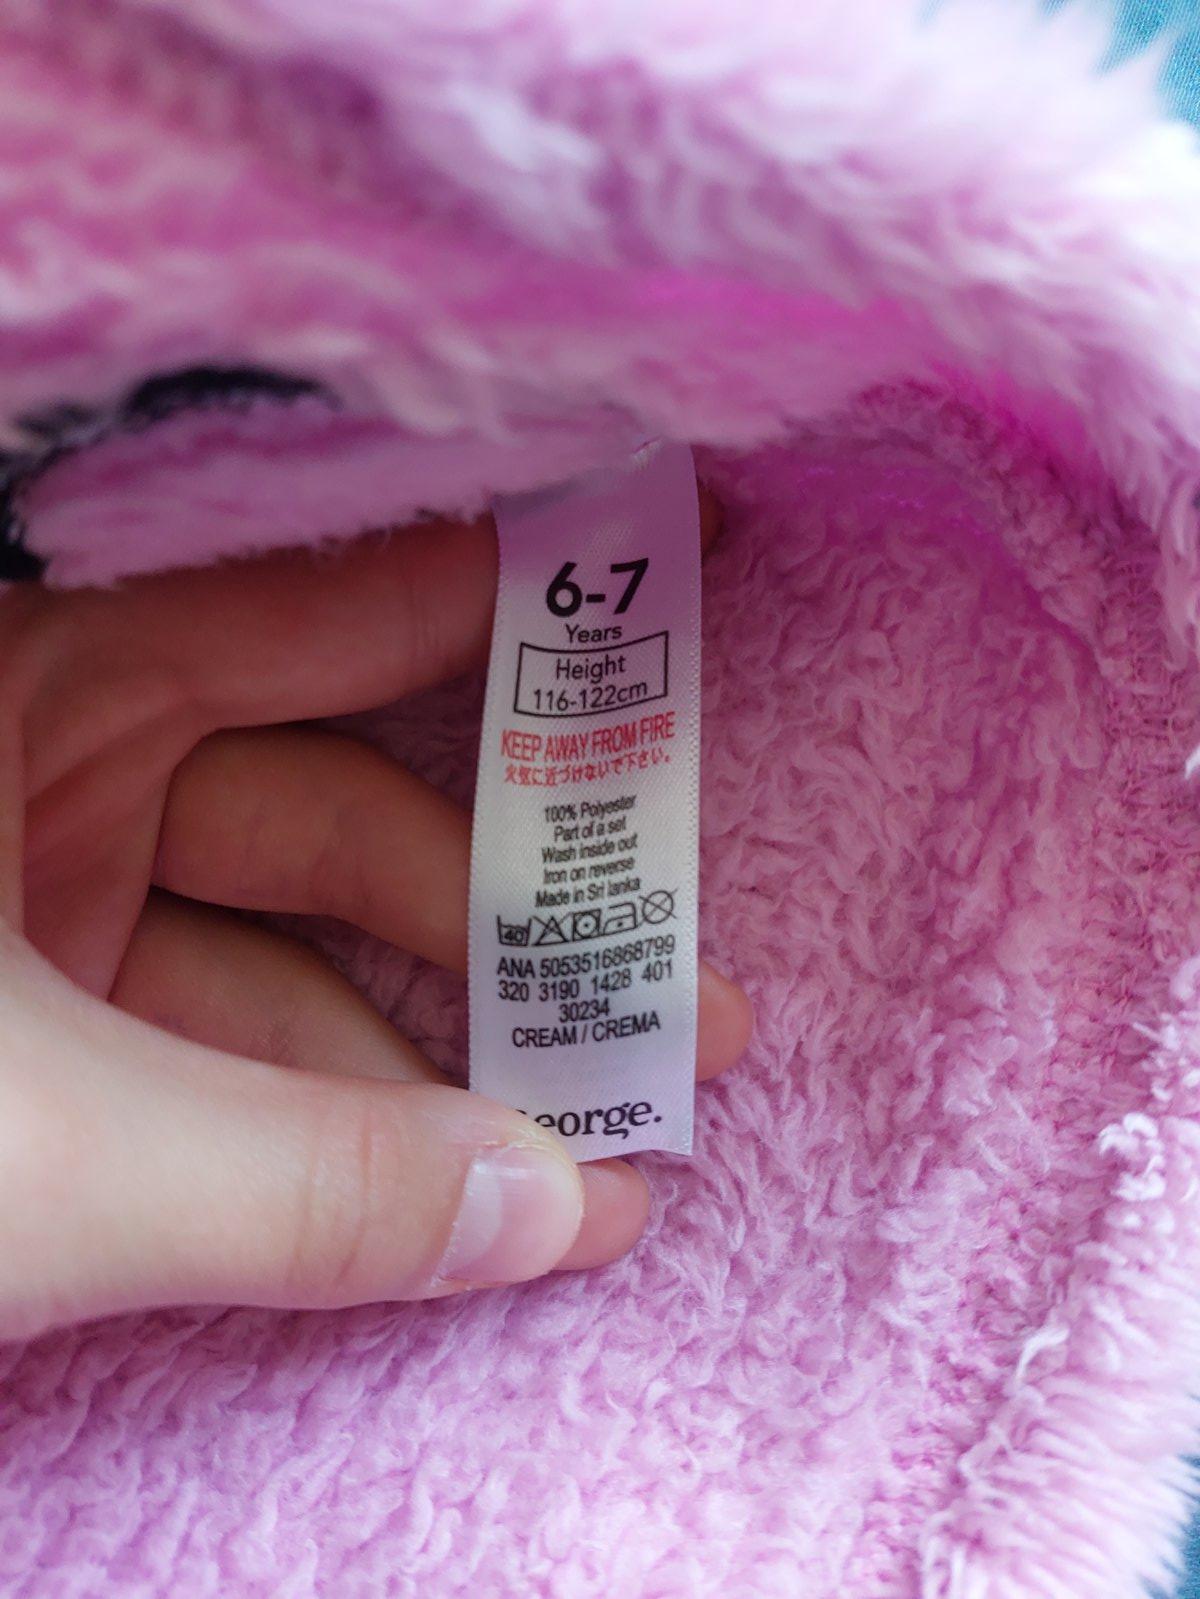 6-7
Years
Height
116-122cm
KEEP AWAY FROM FIRE
火気に近づけないで下さい。
100% Polyester
Part of a set
Wash inside out
Iron on reverse
Made in Sri lanka
40
ANA 5053516868799
320 3190 1428 401
30234
CREAM / CREMA
eorge.